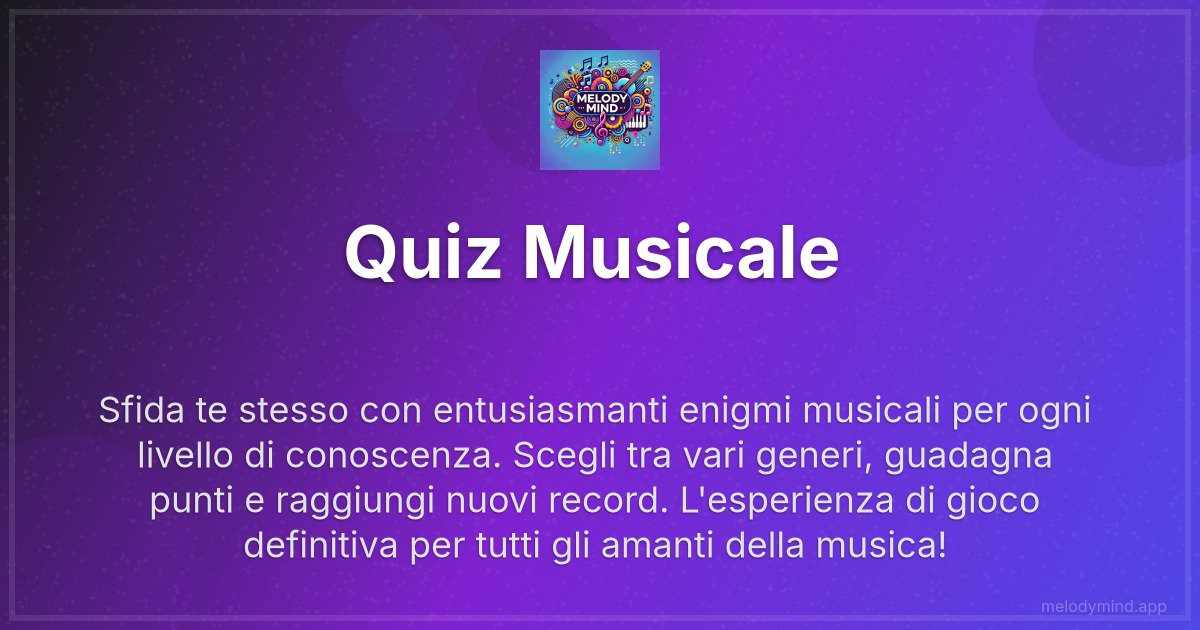 MELODY
MIND
Quiz Musicale
Sfida te stesso con entusiasmanti enigmi musicali per ogni
livello di conoscenza. Scegli tra vari generi, guadagna
punti e raggiungi nuovi record. L'esperienza di gioco
definitiva per tutti gli amanti della musica!
melodymind.app